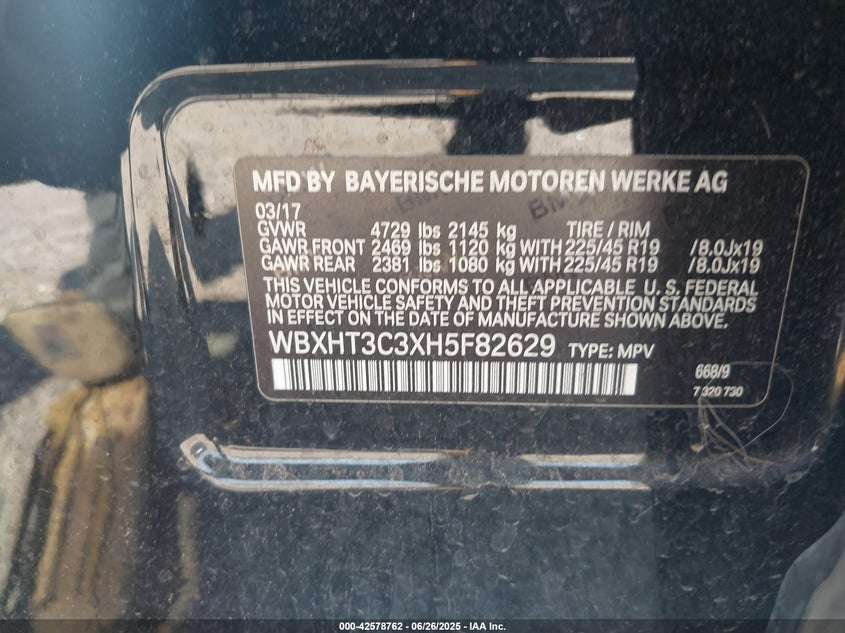 MFD BY BAYERISCHE MOTOREN WERKE AG
03/17
GVWR 4729 lbs 2145 kg TIRE / RIM
GAWR FRONT 2469 lbs 1120 kg WITH 225/45 R19 /8.0Jx19
GAWR REAR 2381 lbs 1080 kg WITH 225/45 R19 /8.0Jx19
THIS VEHICLE CONFORMS TO ALL APPLICABLE U. S. FEDERAL
MOTOR VEHICLE SAFETY AND THEFT PREVENTION STANDARDS
IN EFFECT ON THE DATE OF MANUFACTURE SHOWN ABOVE.
WBXHT3C3XH5F82629 TYPE: MPV
668/9
7 320 730
000-42578762 - 06/26/2025 - IAA Inc.